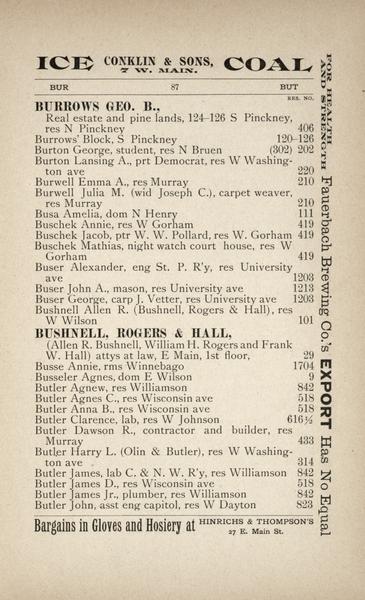 ICE CONKLIN & SONS, 7 W. MAIN. COAL
BUR 87 BUT
RES. NO.
BURROWS GEO. B.,
Real estate and pine lands, 124-126 S Pinckney,
res N Pinckney 406
Burrows' Block, S Pinckney 120-126
Burton George, student, res N Bruen (302) 202
Burton Lansing A., prt Democrat, res W Washing-
ton ave 220
Burwell Emma A., res Murray 210
Burwell Julia M. (wid Joseph C.), carpet weaver,
res Murray 210
Busa Amelia, dom N Henry 111
Buschek Annie, res W Gorham 419
Buschek Jacob, ptr W. W. Pollard, res W. Gorham 419
Buschek Mathias, night watch court house, res W
Gorham 419
Buser Alexander, eng St. P. R'y, res University
ave 1203
Buser John A., mason, res University ave 1213
Buser George, carp J. Vetter, res University ave 1203
Bushnell Allen R. (Bushnell, Rogers & Hall), res
W Wilson 101
BUSHNELL, ROGERS & HALL,
(Allen R. Bushnell, William H. Rogers and Frank
W. Hall) attys at law, E Main, 1st floor, 29
Busse Annie, rms Winnebago 1704
Busseler Agnes, dom E Wilson 9
Butler Agnew, res Williamson 842
Butler Agnes C., res Wisconsin ave 518
Butler Anna B., res Wisconsin ave 518
Butler Clarence, lab, res W Johnson 616½
Butler Dawson R., contractor and builder, res
Murray 433
Butler Harry L. (Olin & Butler), res W Washing-
ton ave 314
Butler James, lab C. & N. W. R'y, res Williamson 842
Butler James D., res Wisconsin ave 518
Butler James Jr., plumber, res Williamson 842
Butler John, asst eng capitol, res W Dayton 823
Bargains in Gloves and Hosiery at HINRICHS & THOMPSON'S
27 E. Main St.
FOR HEALTH
AND STRENGTH Fauerbach Brewing Co.'s EXPORT Has No Equal